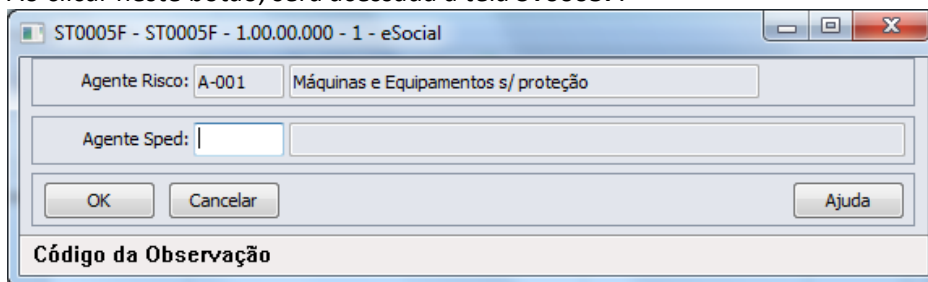 Ao clicar neste botão, será acessada a tela ST0005F:
ST0005F - ST0005F - 1.00.00.000 - 1 - eSocial
Agente Risco: A-001 Máquinas e Equipamentos s/ proteção
Agente Sped:
OK Cancelar Ajuda
Código da Observação